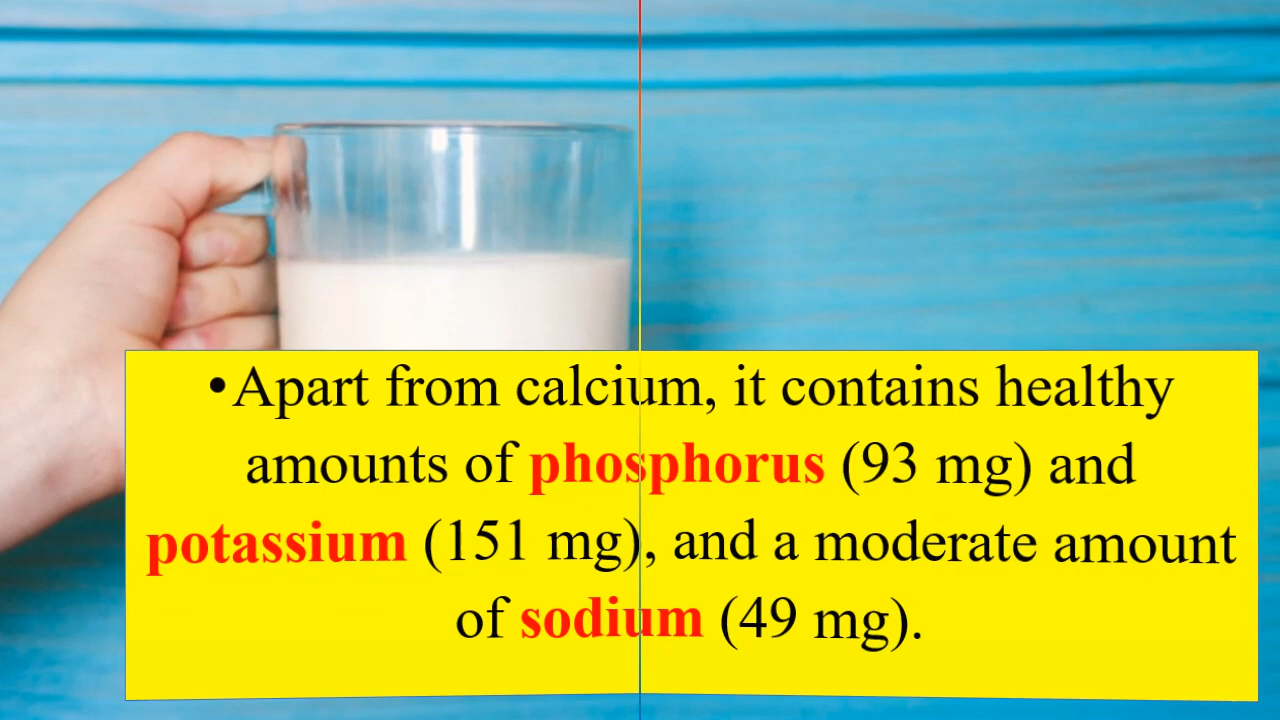 •Apart from calcium, it contains healthy
amounts of phosphorus (93 mg) and
potassium (151 mg), and a moderate amount
of sodium (49 mg).